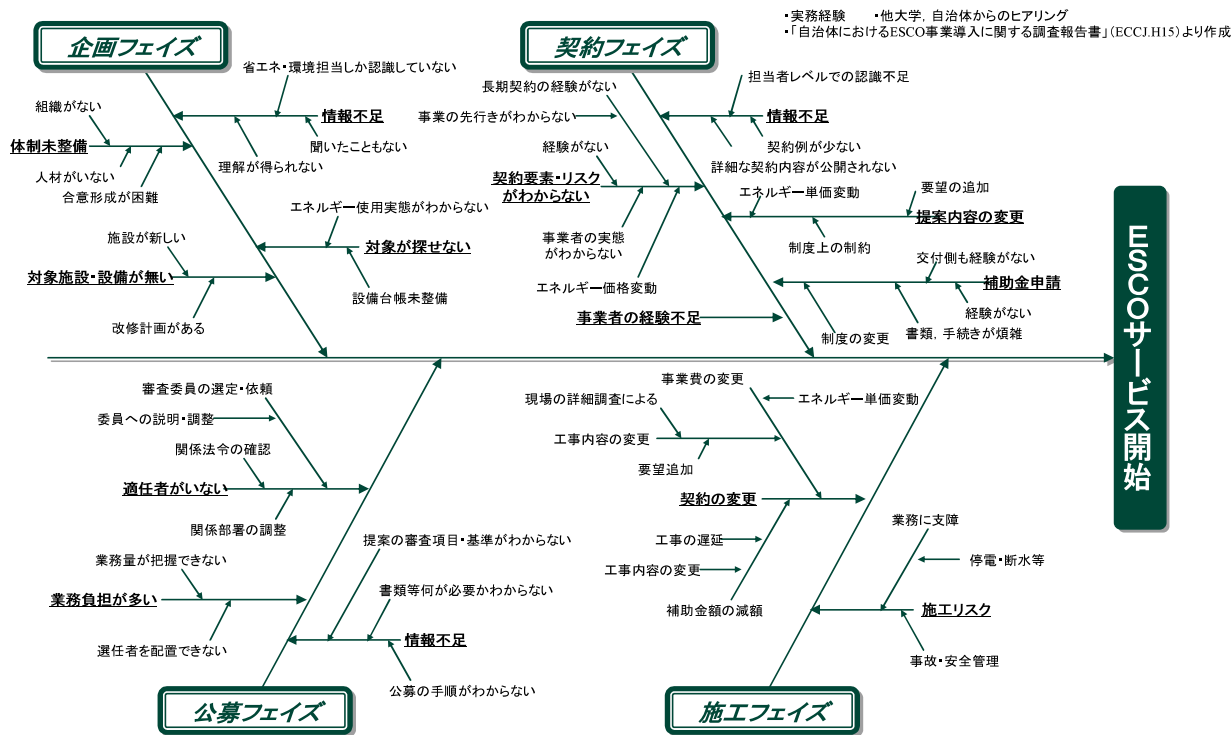 ・実務経験　・他大学，自治体からのヒアリング
・「自治体におけるESCO事業導入に関する調査報告書」(ECCJ.H15)より作成
企画フェイズ
省エネ・環境担当しか認識していない
組織がない
情報不足
体制未整備
聞いたこともない
理解が得られない
人材がいない
合意形成が困難
エネルギー使用実態がわからない
施設が新しい
対象が探せない
対象施設・設備が無い
設備台帳未整備
改修計画がある
契約フェイズ
担当者レベルでの認識不足
長期契約の経験がない
事業の先行きがわからない
情報不足
経験がない
契約例が少ない
詳細な契約内容が公開されない
契約要素・リスク
がわからない
エネルギー単価変動
要望の追加
提案内容の変更
事業者の実態
がわからない
制度上の制約
交付側も経験がない
エネルギー価格変動
補助金申請
経験がない
事業者の経験不足
制度の変更
書類，手続きが煩雑
ESCOサービス開始
審査委員の選定・依頼
委員への説明・調整
関係法令の確認
適任者がいない
関係部署の調整
提案の審査項目・基準がわからない
業務量が把握できない
書類等何が必要かわからない
業務負担が多い
情報不足
選任者を配置できない
公募の手順がわからない
公募フェイズ
事業費の変更
現場の詳細調査による
エネルギー単価変動
工事内容の変更
要望追加
契約の変更
業務に支障
工事の遅延
停電・断水等
工事内容の変更
補助金額の減額
施工リスク
事故・安全管理
施工フェイズ